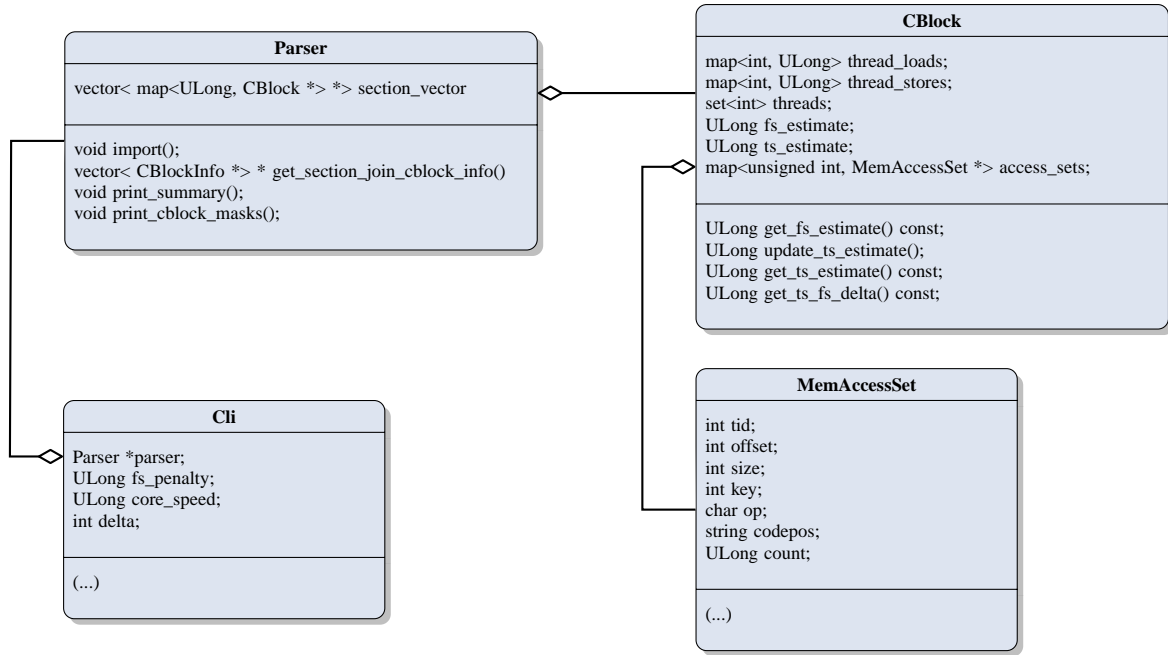 Parser
vector< map<ULong, CBlock *> *> section_vector
void import();
vector< CBlockInfo *> * get_section_join_cblock_info()
void print_summary();
void print_cblock_masks();
CBlock
map<int, ULong> thread_loads;
map<int, ULong> thread_stores;
set<int> threads;
ULong fs_estimate;
ULong ts_estimate;
map<unsigned int, MemAccessSet *> access_sets;
ULong get_fs_estimate() const;
ULong update_ts_estimate();
ULong get_ts_estimate() const;
ULong get_ts_fs_delta() const;
Cli
Parser *parser;
ULong fs_penalty;
ULong core_speed;
int delta;
(...)
MemAccessSet
int tid;
int offset;
int size;
int key;
char op;
string codepos;
ULong count;
(...)